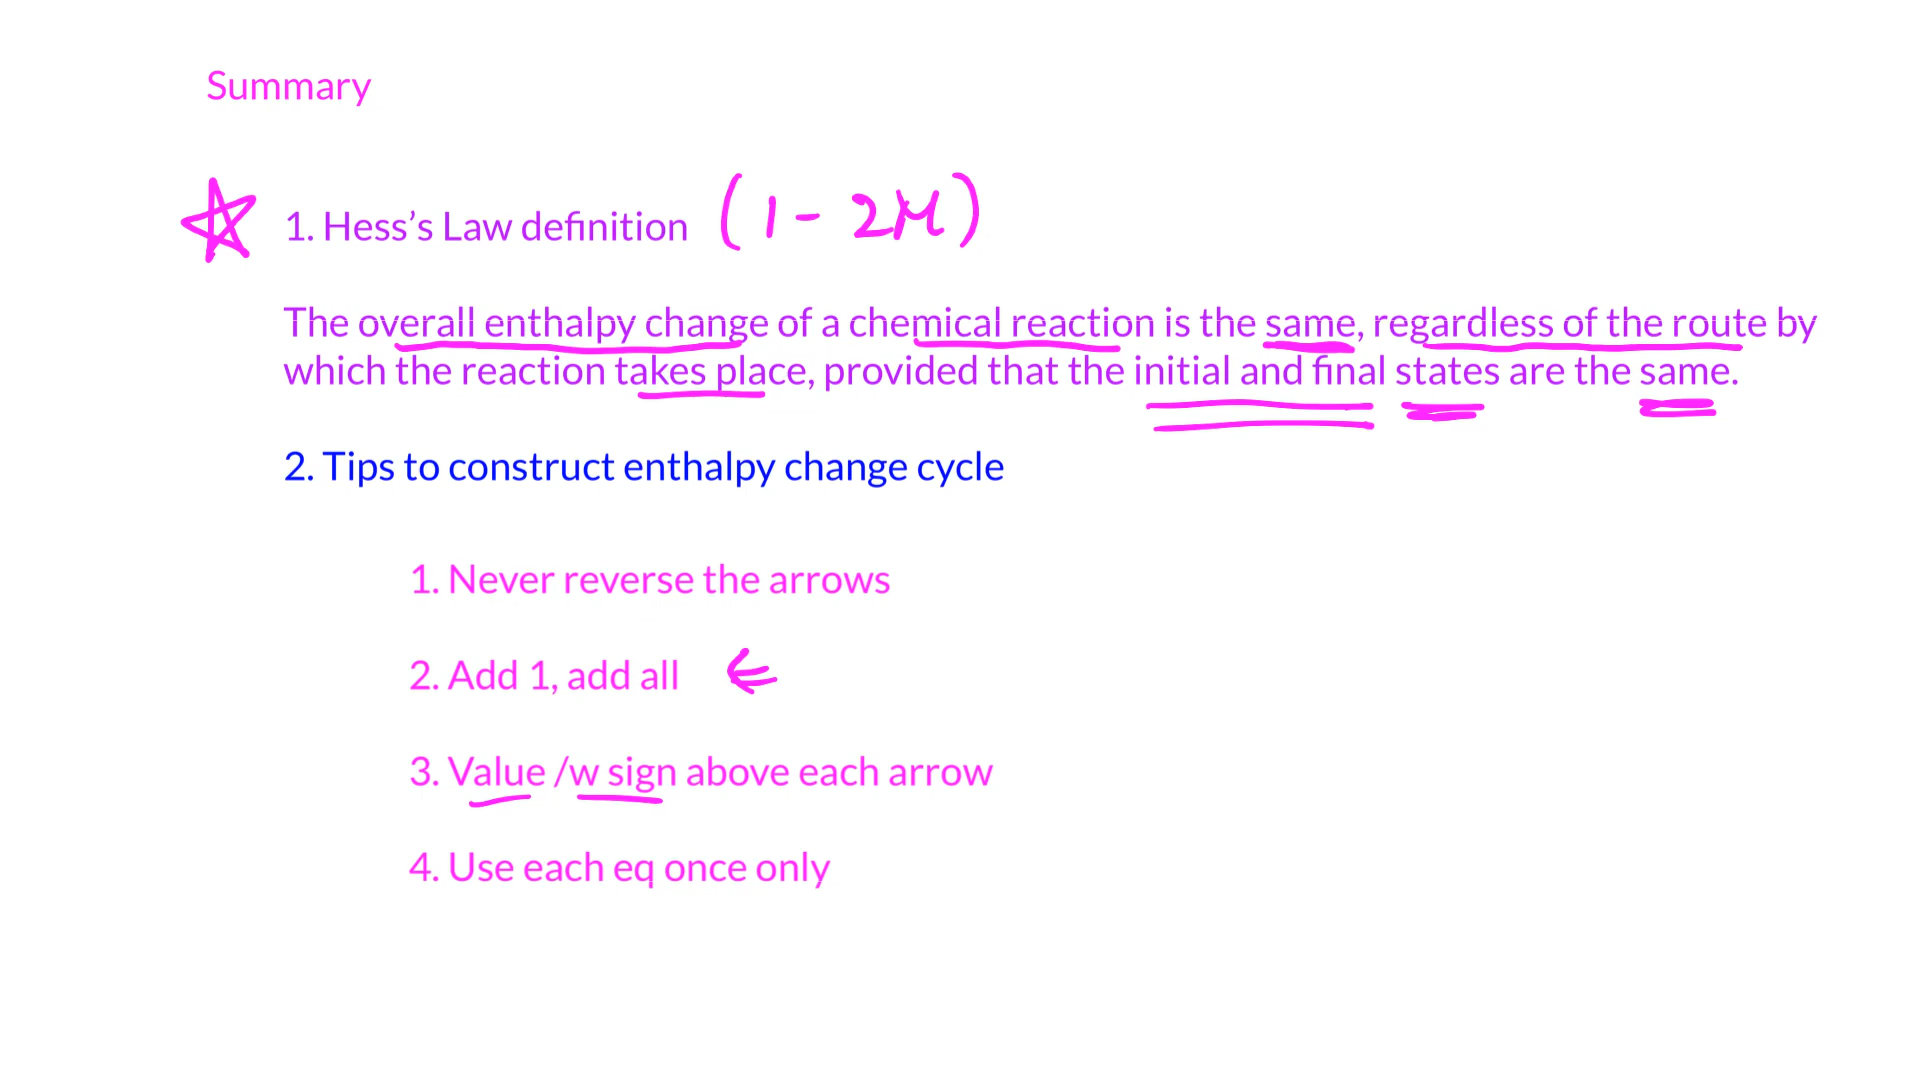 Summary
1. Hess’s Law definition (1-2M)
The overall enthalpy change of a chemical reaction is the same, regardless of the route by
which the reaction takes place, provided that the initial and final states are the same.
2. Tips to construct enthalpy change cycle
1. Never reverse the arrows
2. Add 1, add all
3. Value /w sign above each arrow
4. Use each eq once only